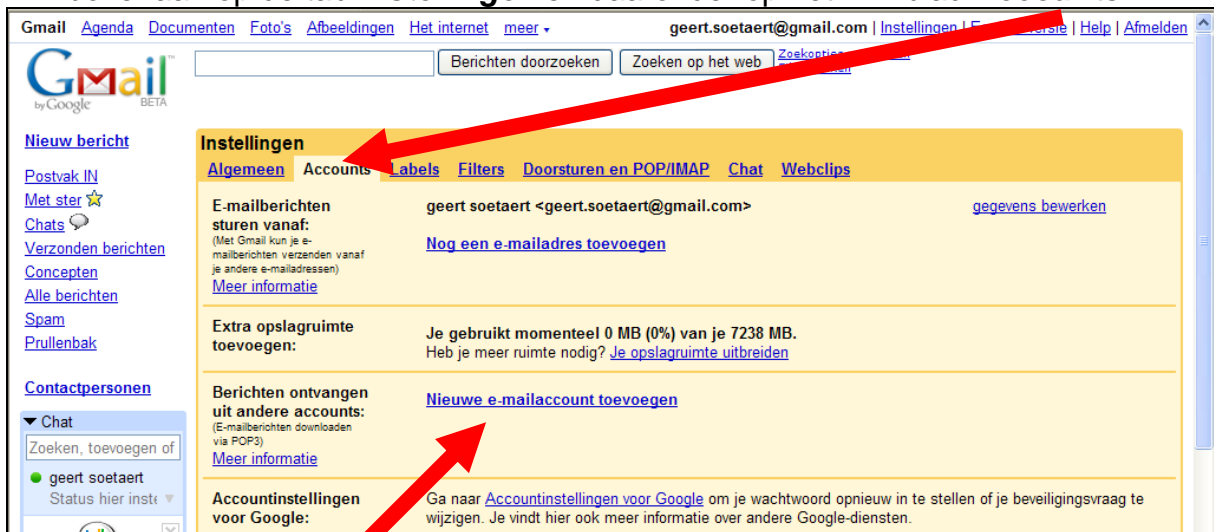 Gmail Agenda Documenten Foto's Afbeeldingen Het internet meer geert.soetaert@gmail.com | Instellingen | | Help | Afmelden
Gmail
by Google BETA
Berichten doorzoeken Zoeken op het web
Nieuw bericht
Postvak IN
Met ster
Chats
Verzonden berichten
Concepten
Alle berichten
Spam
Prullenbak
Contactpersonen
Chat
Zoeken, toevoegen of
geert soetaert
Status hier inste
Instellingen
Algemeen Accounts Labels Filters Doorsturen en POP/IMAP Chat Webclips
E-mailberichten
sturen vanaf:
(Met Gmail kun je e-
mailberichten verzenden vanaf
je andere e-mailadressen)
Meer informatie
geert soetaert <geert.soetaert@gmail.com> gegevens bewerken
Nog een e-mailadres toevoegen
Extra opslagruimte
toevoegen:
Je gebruikt momenteel 0 MB (0%) van je 7238 MB.
Heb je meer ruimte nodig? Je opslagruimte uitbreiden
Berichten ontvangen
uit andere accounts:
(E-mailberichten downloaden
via POP3)
Meer informatie
Nieuwe e-mailaccount toevoegen
Accountinstellingen
voor Google:
Ga naar Accountinstellingen voor Google om je wachtwoord opnieuw in te stellen of je beveiligingsvraag te
wijzigen. Je vindt hier ook meer informatie over andere Google-diensten.